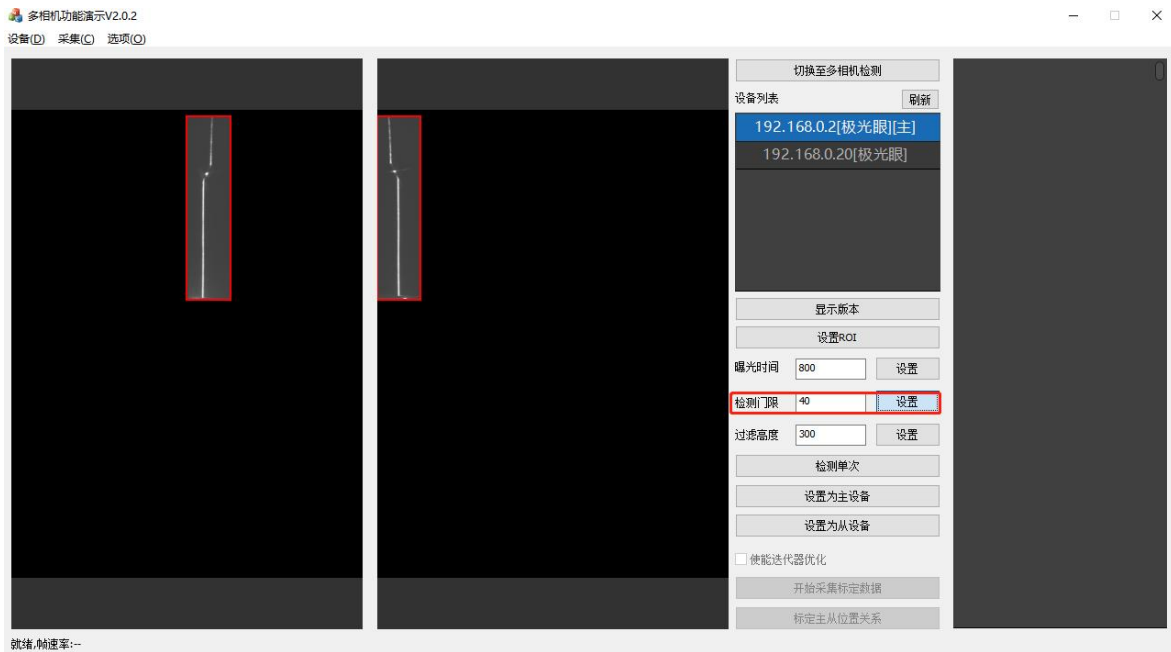 多相机功能演示V2.0.2
设备(D) 采集(C) 选项(O)
切换至多相机检测
设备列表 刷新
192.168.0.2[极光眼][主]
192.168.0.20[极光眼]
显示版本
设置ROI
曝光时间 800 设置
检测门限 40 设置
过滤高度 300 设置
检测单次
设置为主设备
设置为从设备
使能迭代器优化
开始采集标定数据
标定主从位置关系
就绪,帧速率:--